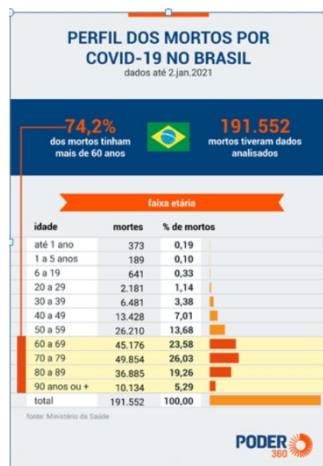 PERFIL DOS MORTOS POR
COVID-19 NO BRASIL
dados até 2.jan.2021
74,2%
dos mortos tinham
mais de 60 anos
191.552
mortos tiveram dados
analisados
faixa etária
idade mortes % de mortos
até 1 ano 373 0,19
1 a 5 anos 189 0,10
6 a 19 641 0,33
20 a 29 2.181 1,14
30 a 39 6.481 3,38
40 a 49 13.428 7,01
50 a 59 26.210 13,68
60 a 69 45.176 23,58
70 a 79 49.854 26,03
80 a 89 36.885 19,26
90 anos ou + 10.134 5,29
total 191.552 100,00
fonte: Ministério da Saúde
PODER
360